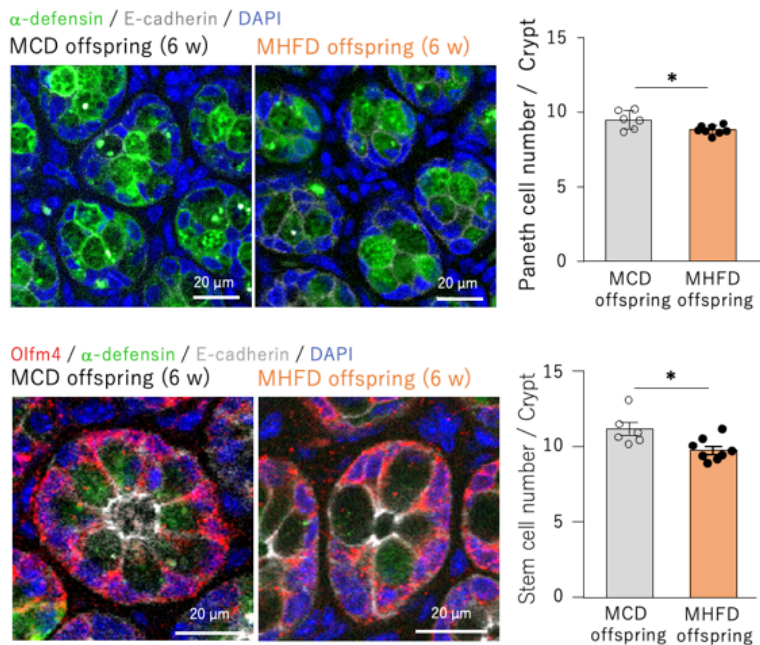 α-defensin / E-cadherin / DAPI
MCD offspring (6 w)
MHFD offspring (6 w)
20 μm
20 μm
Paneth cell number / Crypt
15
10
5
0
*
MCD
offspring
MHFD
offspring
Olfm4 / α-defensin / E-cadherin / DAPI
MCD offspring (6 w)
MHFD offspring (6 w)
20 μm
20 μm
Stem cell number / Crypt
15
10
5
0
*
MCD
offspring
MHFD
offspring